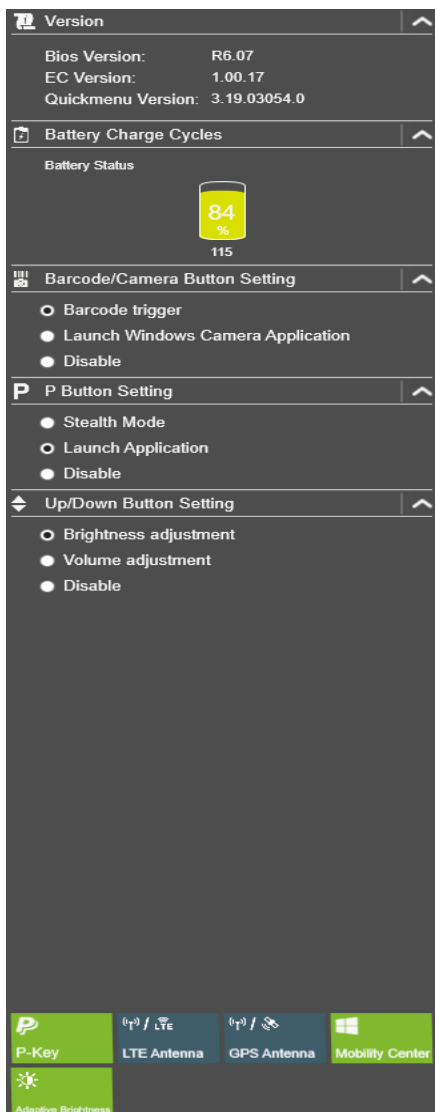 Version
Bios Version: R6.07
EC Version: 1.00.17
Quickmenu Version: 3.19.03054.0
Battery Charge Cycles
Battery Status
84
%
115
Barcode/Camera Button Setting
Barcode trigger
Launch Windows Camera Application
Disable
P P Button Setting
Stealth Mode
Launch Application
Disable
Up/Down Button Setting
Brightness adjustment
Volume adjustment
Disable
P-Key
/ LTE
LTE Antenna
/
GPS Antenna
Mobility Center
Adaptive Brightness